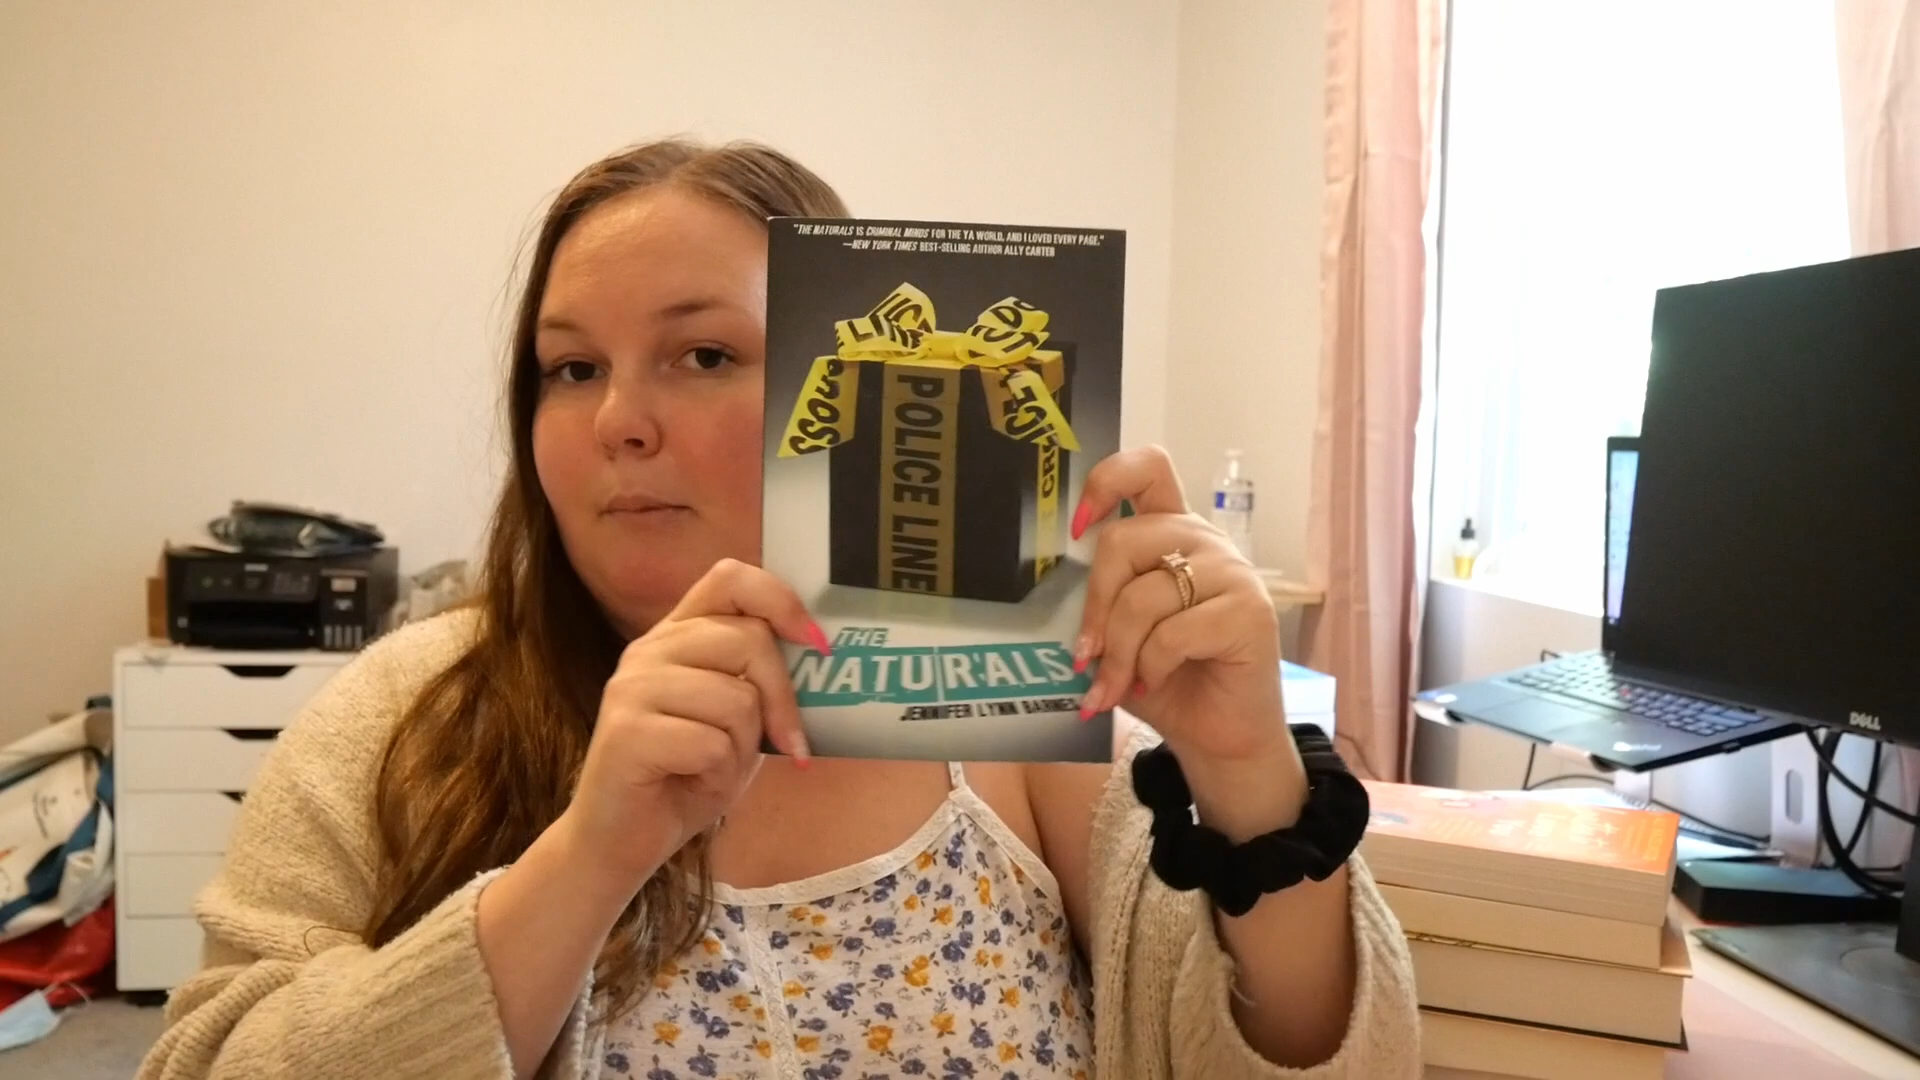 "THE NATURALS IS CRIMINAL MINDS FOR THE YA WORLD, AND I LOVED EVERY PAGE."
—NEW YORK TIMES BEST-SELLING AUTHOR ALLY CARTER
POLICE LINE
CROSS
THE
NATURALS
JENNIFER LYNN BARNES
DELL